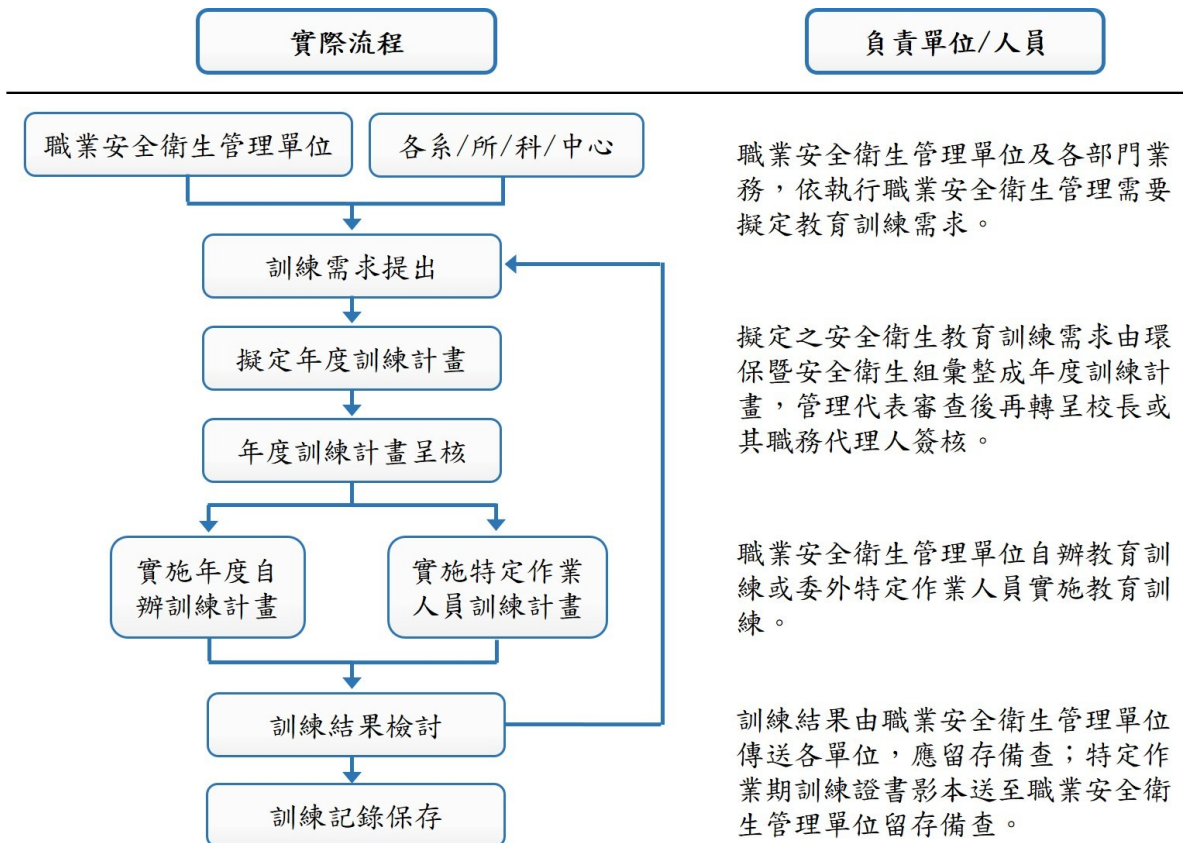 實際流程
負責單位/人員
職業安全衛生管理單位
各系/所/科/中心
職業安全衛生管理單位及各部門業
務，依執行職業安全衛生管理需要
擬定教育訓練需求。
訓練需求提出
擬定年度訓練計畫
擬定之安全衛生教育訓練需求由環
保暨安全衛生組彙整成年度訓練計
畫，管理代表審查後再轉呈校長或
其職務代理人簽核。
年度訓練計畫呈核
實施年度自
辦訓練計畫
實施特定作業
人員訓練計畫
職業安全衛生管理單位自辦教育訓
練或委外特定作業人員實施教育訓
練。
訓練結果檢討
訓練結果由職業安全衛生管理單位
傳送各單位，應留存備查；特定作
業期訓練證書影本送至職業安全衛
生管理單位留存備查。
訓練記錄保存